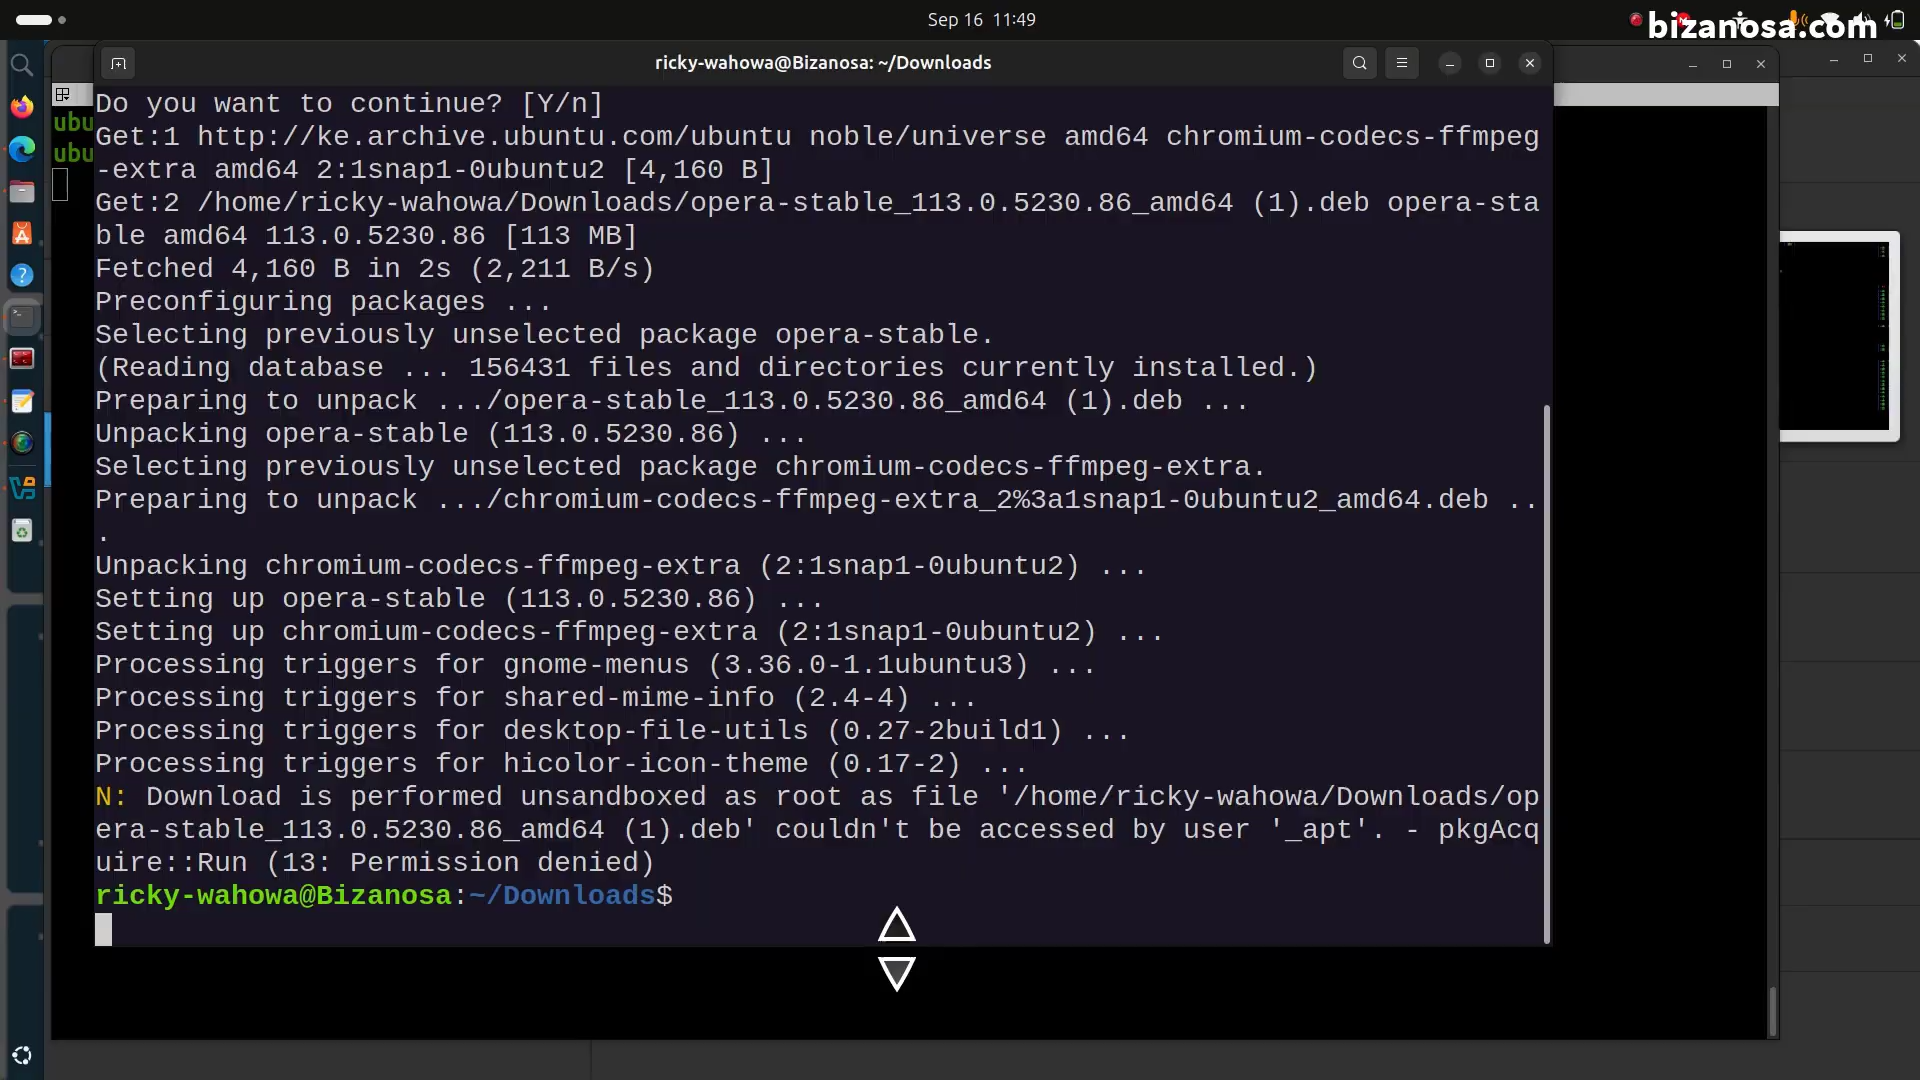 Sep 16 11:49
bizanosa.com
ricky-wahowa@Bizanosa: ~/Downloads
ubu
ubu
Do you want to continue? [Y/n]
Get:1 http://ke.archive.ubuntu.com/ubuntu noble/universe amd64 chromium-codecs-ffmpeg
-extra amd64 2:1snap1-0ubuntu2 [4,160 B]
Get:2 /home/ricky-wahowa/Downloads/opera-stable_113.0.5230.86_amd64 (1).deb opera-sta
ble amd64 113.0.5230.86 [113 MB]
Fetched 4,160 B in 2s (2,211 B/s)
Preconfiguring packages ...
Selecting previously unselected package opera-stable.
(Reading database ... 156431 files and directories currently installed.)
Preparing to unpack .../opera-stable_113.0.5230.86_amd64 (1).deb ...
Unpacking opera-stable (113.0.5230.86) ...
Selecting previously unselected package chromium-codecs-ffmpeg-extra.
Preparing to unpack .../chromium-codecs-ffmpeg-extra_2%3a1snap1-0ubuntu2_amd64.deb ..
.
Unpacking chromium-codecs-ffmpeg-extra (2:1snap1-0ubuntu2) ...
Setting up opera-stable (113.0.5230.86) ...
Setting up chromium-codecs-ffmpeg-extra (2:1snap1-0ubuntu2) ...
Processing triggers for gnome-menus (3.36.0-1.1ubuntu3) ...
Processing triggers for shared-mime-info (2.4-4) ...
Processing triggers for desktop-file-utils (0.27-2build1) ...
Processing triggers for hicolor-icon-theme (0.17-2) ...
N: Download is performed unsandboxed as root as file '/home/ricky-wahowa/Downloads/op
era-stable_113.0.5230.86_amd64 (1).deb' couldn't be accessed by user '_apt'. - pkgAcq
uire::Run (13: Permission denied)
ricky-wahowa@Bizanosa:~/Downloads$